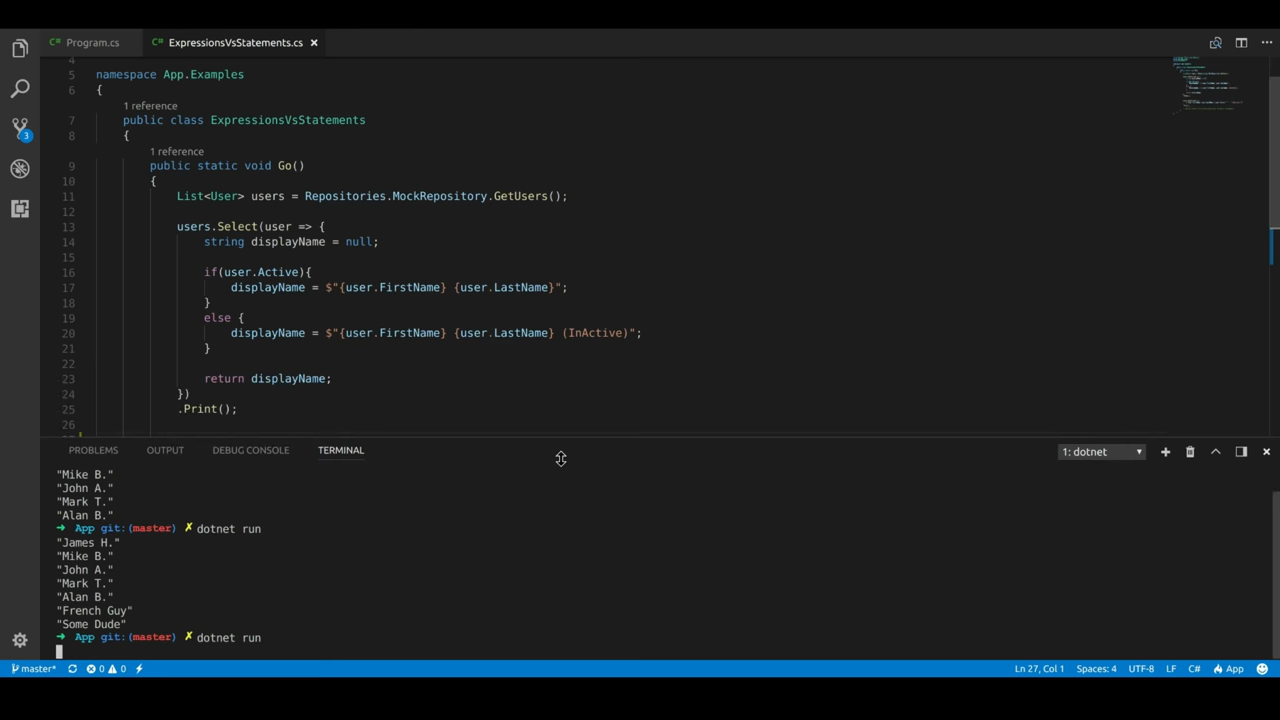 Program.cs
ExpressionsVsStatements.cs
4
5 namespace App.Examples
6 {
1 reference
7 public class ExpressionsVsStatements
8 {
1 reference
9 public static void Go()
10 {
11 List<User> users = Repositories.MockRepository.GetUsers();
12
13 users.Select(user => {
14 string displayName = null;
15
16 if(user.Active){
17 displayName = $"{user.FirstName} {user.LastName}";
18 }
19 else {
20 displayName = $"{user.FirstName} {user.LastName} (InActive)";
21 }
22
23 return displayName;
24 })
25 .Print();
26
3
PROBLEMS OUTPUT DEBUG CONSOLE TERMINAL 1: dotnet
"Mike B."
"John A."
"Mark T."
"Alan B."
→ App git:(master) ✗ dotnet run
"James H."
"Mike B."
"John A."
"Mark T."
"Alan B."
"French Guy"
"Some Dude"
→ App git:(master) ✗ dotnet run
master* 0 0 Ln 27, Col 1 Spaces: 4 UTF-8 LF C# App